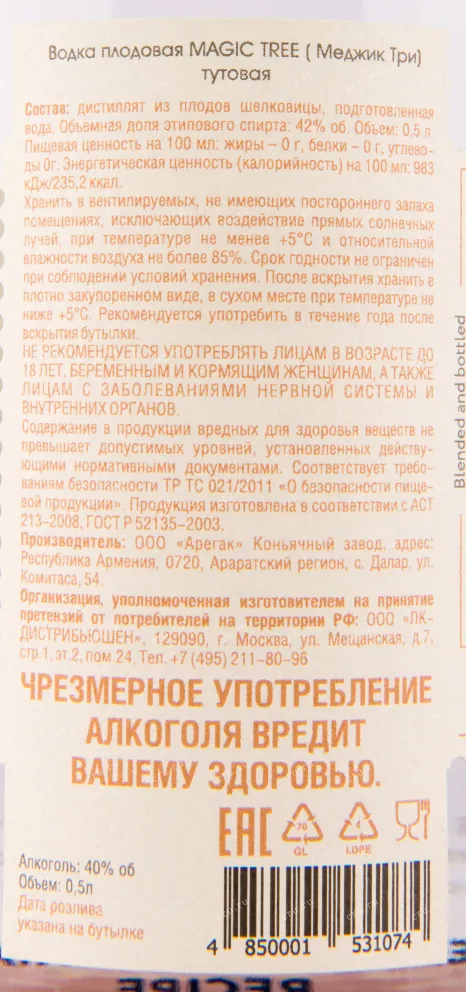 Водка плодовая MAGIC TREE ( Меджик Три)
тутовая
Состав: дистиллят из плодов шелковицы, подготовленная
вода. Объемная доля этилового спирта: 42% об. Объем: 0,5 л
Пищевая ценность на 100 мл: жиры – 0 г, белки – 0 г, углево-
ды 0г. Энергетическая ценность (калорийность) на 100 мл: 983
кДж/235,2 ккал.
Хранить в вентилируемых, не имеющих постороннего запаха
помещениях, исключающих воздействие прямых солнечных
лучей, при температуре не менее +5°С и относительной
влажности воздуха не более 85%. Срок годности не ограничен
при соблюдении условий хранения. После вскрытия хранить в
плотно закупоренном виде, в сухом месте при температуре не
ниже +5°С. Рекомендуется употребить в течение года после
вскрытия бутылки.
НЕ РЕКОМЕНДУЕТСЯ УПОТРЕБЛЯТЬ ЛИЦАМ В ВОЗРАСТЕ ДО
18 ЛЕТ, БЕРЕМЕННЫМ И КОРМЯЩИМ ЖЕНЩИНАМ, А ТАКЖЕ
ЛИЦАМ С ЗАБОЛЕВАНИЯМИ НЕРВНОЙ СИСТЕМЫ И
ВНУТРЕННИХ ОРГАНОВ.
Содержание в продукции вредных для здоровья веществ не
превышает допустимых уровней, установленных действу-
ющими нормативными документами. Соответствует требо-
ваниям безопасности ТР ТС 021/2011 «О безопасности пище-
вой продукции». Продукция изготовлена в соответствии с АСТ
213-2008, ГОСТ Р 52135-2003.
Производитель: ООО «Арегак» Коньячный завод, адрес:
Республика Армения, 0720, Араратский регион, с. Далар, ул.
Комитаса, 54.
Организация, уполномоченная изготовителем на принятие
претензий от потребителей на территории РФ: ООО «ПК-
ДИСТРИБЬЮШЕН», 129090, г. Москва, ул. Мещанская, д.7,
стр.1, эт.2, пом.24, Тел. +7 (495) 211-80-96
ЧРЕЗМЕРНОЕ УПОТРЕБЛЕНИЕ
АЛКОГОЛЯ ВРЕДИТ
ВАШЕМУ ЗДОРОВЬЮ.
EAC
70
GL
4
LDPE
Алкоголь: 40% об
Объем: 0,5л
Дата розлива
указана на бутылке
4 850001 531074
Blended and bottled
RECIPE